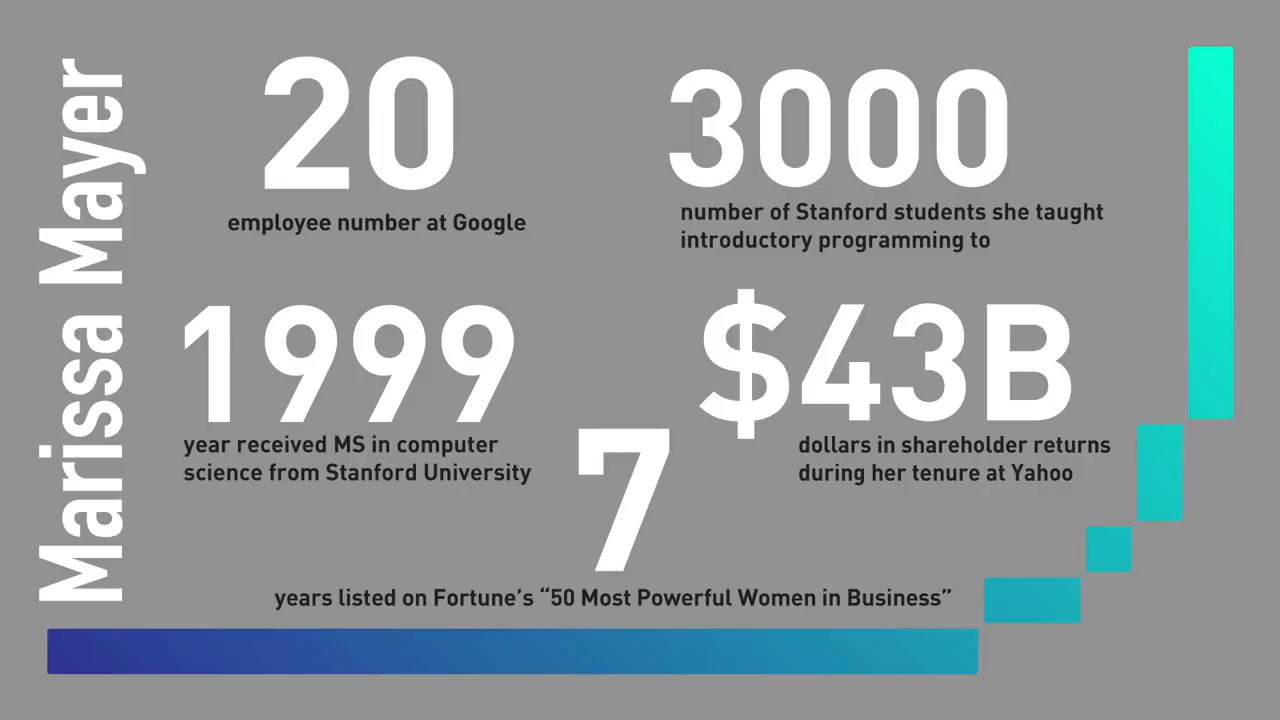 Marissa Mayer
20
employee number at Google
3000
number of Stanford students she taught
introductory programming to
1999
year received MS in computer
science from Stanford University
$43B
dollars in shareholder returns
during her tenure at Yahoo
7
years listed on Fortune’s “50 Most Powerful Women in Business”